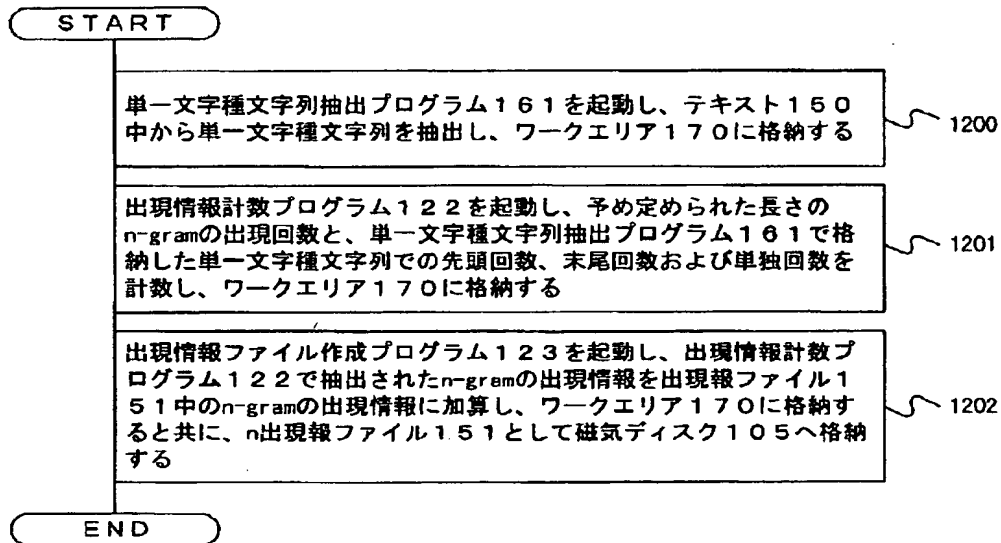 START
単一文字種文字列抽出プログラム161を起動し、テキスト150
中から単一文字種文字列を抽出し、ワークエリア170に格納する
1200
出現情報計数プログラム122を起動し、予め定められた長さの
n-gramの出現回数と、単一文字種文字列抽出プログラム161で格
納した単一文字種文字列での先頭回数、末尾回数および単独回数を
計数し、ワークエリア170に格納する
1201
出現情報ファイル作成プログラム123を起動し、出現情報計数プ
ログラム122で抽出されたn-gramの出現情報を出現報ファイル1
51中のn-gramの出現情報に加算し、ワークエリア170に格納す
ると共に、n出現報ファイル151として磁気ディスク105へ格納
する
1202
END